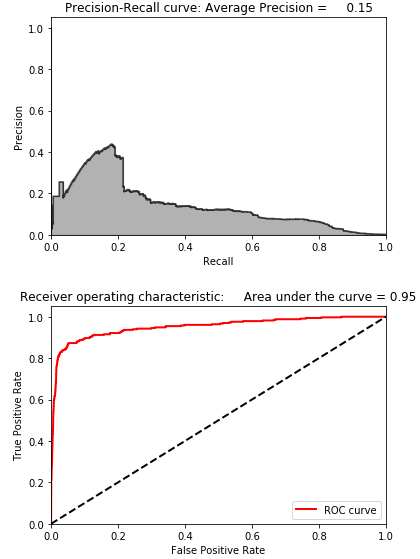 Precision-Recall curve: Average Precision = 0.15
1.0
0.8
0.6
0.4
0.2
0.0
Precision
0.0 0.2 0.4 0.6 0.8 1.0
Recall
Receiver operating characteristic: Area under the curve = 0.95
1.0
0.8
0.6
0.4
0.2
0.0
True Positive Rate
ROC curve
0.0 0.2 0.4 0.6 0.8 1.0
False Positive Rate